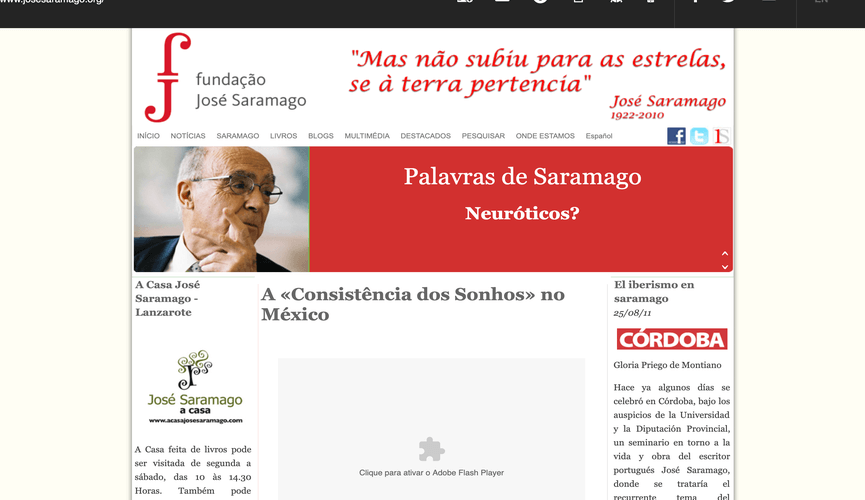 www.josesaramago.org/
EN
fundação
José Saramago
"Mas não subiu para as estrelas,
se à terra pertencia"
José Saramago
1922-2010
INÍCIO NOTÍCIAS SARAMAGO LIVROS BLOGS MULTIMÉDIA DESTACADOS PESQUISAR ONDE ESTAMOS Español
Palavras de Saramago
Neuróticos?
A Casa José
Saramago -
Lanzarote
José Saramago
a casa
www.acasajosesaramago.com
A Casa feita de livros pode
ser visitada de segunda a
sábado, das 10 às 14.30
Horas. Também pode
A «Consistência dos Sonhos» no
México
Clique para ativar o Adobe Flash Player
El iberismo en
saramago
25/08/11
CÓRDOBA
Gloria Priego de Montiano
Hace ya algunos días se
celebró en Córdoba, bajo los
auspicios de la Universidad
y la Diputación Provincial,
un seminario en torno a la
vida y obra del escritor
portugués José Saramago,
donde se trataría el
recurrente tema del